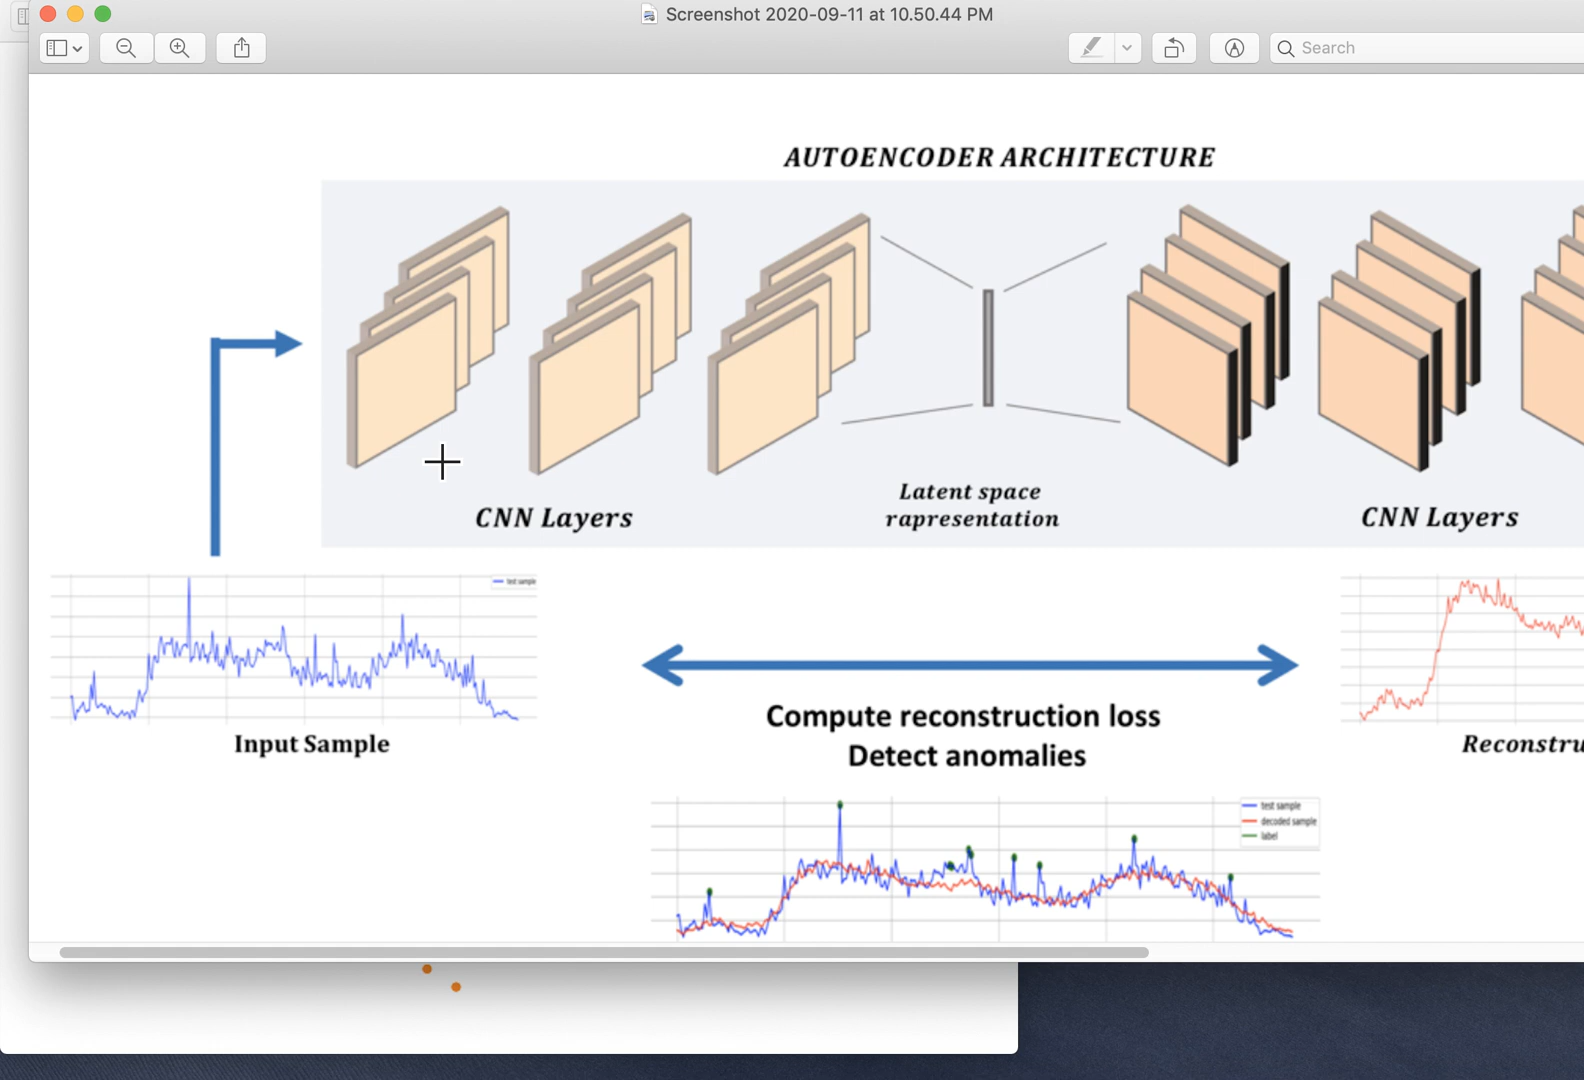 Screenshot 2020-09-11 at 10.50.44 PM
Search
AUTOENCODER ARCHITECTURE
CNN Layers
Latent space
rapresentation
CNN Layers
test sample
Input Sample
Compute reconstruction loss
Detect anomalies
Reconstru
test sample
decoded sample
label